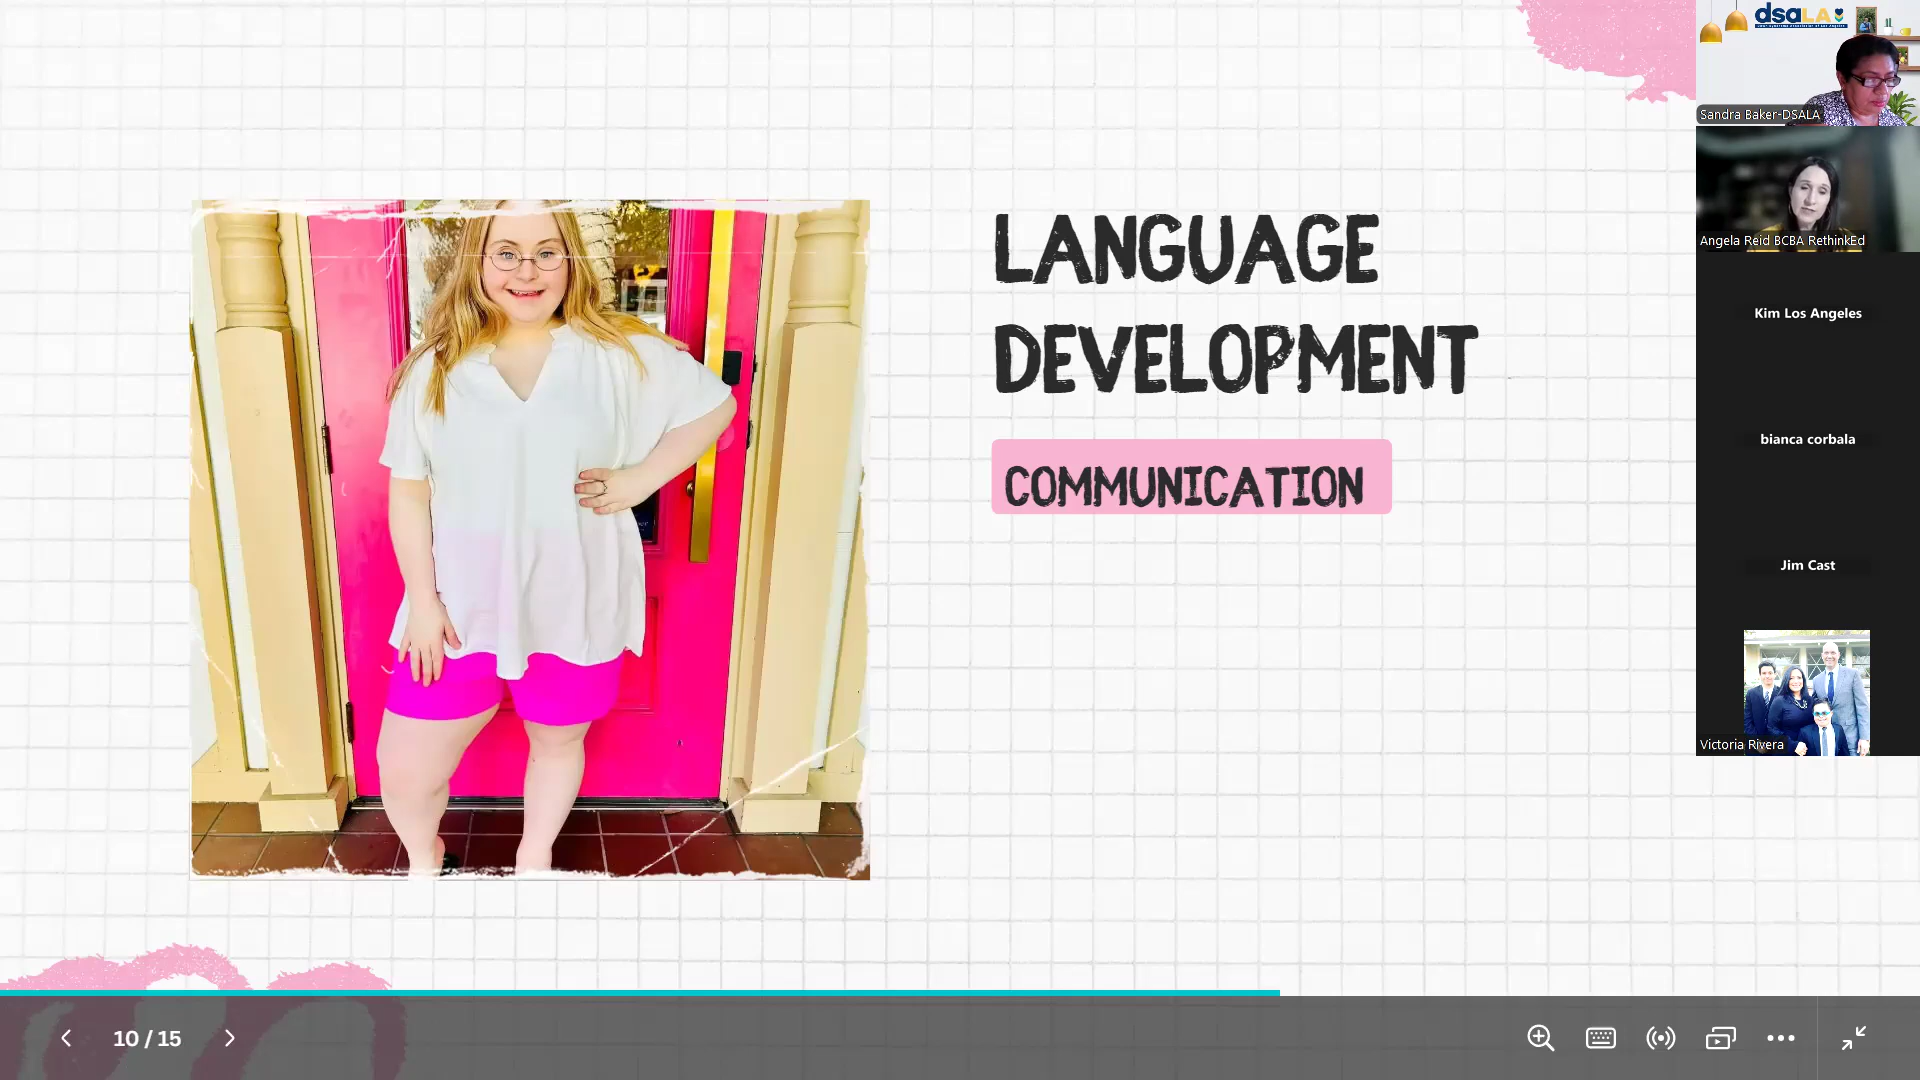 LANGUAGE
DEVELOPMENT
COMMUNICATION
dsaLA
Sandra Baker-DSALA
Angela Reid BCBA RethinkEd
Kim Los Angeles
bianca corbala
Jim Cast
Victoria Rivera
10 / 15